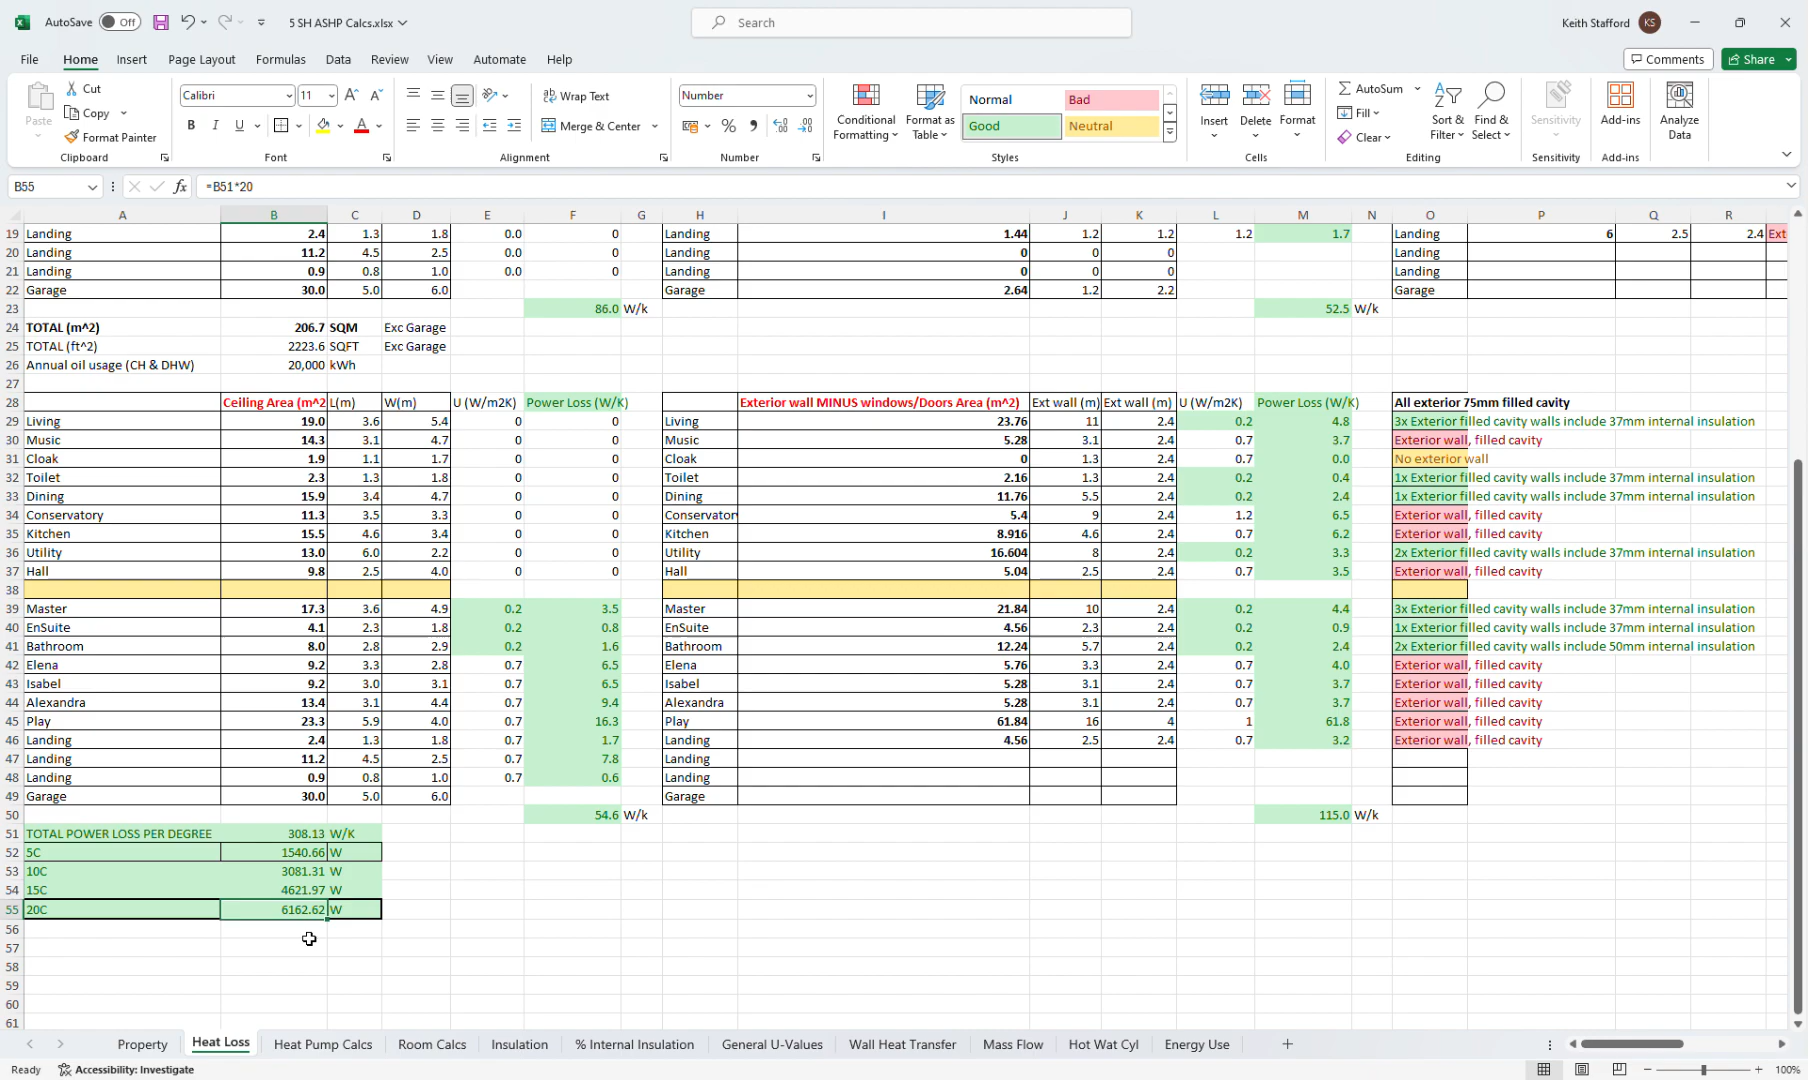 AutoSave Off 5 SH ASHP Calcs.xlsx Search Keith Stafford KS
File Home Insert Page Layout Formulas Data Review View Automate Help Comments Share
Paste Cut Copy Format Painter Clipboard
Calibri 11 B I U A A Font
Wrap Text Merge & Center Alignment
Number % Number
Conditional Formatting Format as Table Normal Bad Good Neutral Styles
Insert Delete Format Cells
AutoSum Fill Clear Sort & Filter Find & Select Editing
Sensitivity Sensitivity Add-ins Add-ins Analyze Data
B55 fx =B51*20
A B C D E F G H I J K L M N O P Q R
19 Landing 2.4 1.3 1.8 0.0 0 Landing 1.44 1.2 1.2 1.2 1.7 Landing 6 2.5 2.4 Ext
20 Landing 11.2 4.5 2.5 0.0 0 Landing 0 0 0 Landing
21 Landing 0.9 0.8 1.0 0.0 0 Landing 0 0 0 Landing
22 Garage 30.0 5.0 6.0 Garage 2.64 1.2 2.2 Garage
23 86.0 W/k 52.5 W/k
24 TOTAL (m^2) 206.7 SQM Exc Garage
25 TOTAL (ft^2) 2223.6 SQFT Exc Garage
26 Annual oil usage (CH & DHW) 20,000 kWh
27
28 Ceiling Area (m^2 L(m) W(m) U (W/m2K) Power Loss (W/K) Exterior wall MINUS windows/Doors Area (m^2) Ext wall (m) Ext wall (m) U (W/m2K) Power Loss (W/K) All exterior 75mm filled cavity
29 Living 19.0 3.6 5.4 0 0 Living 23.76 11 2.4 0.2 4.8 3x Exterior filled cavity walls include 37mm internal insulation
30 Music 14.3 3.1 4.7 0 0 Music 5.28 3.1 2.4 0.7 3.7 Exterior wall, filled cavity
31 Cloak 1.9 1.1 1.7 0 0 Cloak 0 1.3 2.4 0.7 0.0 No exterior wall
32 Toilet 2.3 1.3 1.8 0 0 Toilet 2.16 1.3 2.4 0.2 0.4 1x Exterior filled cavity walls include 37mm internal insulation
33 Dining 15.9 3.4 4.7 0 0 Dining 11.76 5.5 2.4 0.2 2.4 1x Exterior filled cavity walls include 37mm internal insulation
34 Conservatory 11.3 3.5 3.3 0 0 Conservator 5.4 9 2.4 1.2 6.5 Exterior wall, filled cavity
35 Kitchen 15.5 4.6 3.4 0 0 Kitchen 8.916 4.6 2.4 0.7 6.2 Exterior wall, filled cavity
36 Utility 13.0 6.0 2.2 0 0 Utility 16.604 8 2.4 0.2 3.3 2x Exterior filled cavity walls include 37mm internal insulation
37 Hall 9.8 2.5 4.0 0 0 Hall 5.04 2.5 2.4 0.7 3.5 Exterior wall, filled cavity
38
39 Master 17.3 3.6 4.9 0.2 3.5 Master 21.84 10 2.4 0.2 4.4 3x Exterior filled cavity walls include 37mm internal insulation
40 EnSuite 4.1 2.3 1.8 0.2 0.8 EnSuite 4.56 2.3 2.4 0.2 0.9 1x Exterior filled cavity walls include 37mm internal insulation
41 Bathroom 8.0 2.8 2.9 0.2 1.6 Bathroom 12.24 5.7 2.4 0.2 2.4 2x Exterior filled cavity walls include 50mm internal insulation
42 Elena 9.2 3.3 2.8 0.7 6.5 Elena 5.76 3.3 2.4 0.7 4.0 Exterior wall, filled cavity
43 Isabel 9.2 3.0 3.1 0.7 6.5 Isabel 5.28 3.1 2.4 0.7 3.7 Exterior wall, filled cavity
44 Alexandra 13.4 3.1 4.4 0.7 9.4 Alexandra 5.28 3.1 2.4 0.7 3.7 Exterior wall, filled cavity
45 Play 23.3 5.9 4.0 0.7 16.3 Play 61.84 16 4 1 61.8 Exterior wall, filled cavity
46 Landing 2.4 1.3 1.8 0.7 1.7 Landing 4.56 2.5 2.4 0.7 3.2 Exterior wall, filled cavity
47 Landing 11.2 4.5 2.5 0.7 7.8 Landing
48 Landing 0.9 0.8 1.0 0.7 0.6 Landing
49 Garage 30.0 5.0 6.0 Garage
50 54.6 W/k 115.0 W/k
51 TOTAL POWER LOSS PER DEGREE 308.13 W/K
52 5C 1540.66 W
53 10C 3081.31 W
54 15C 4621.97 W
55 20C 6162.62 W
56
57
58
59
60
61
Property Heat Loss Heat Pump Calcs Room Calcs Insulation % Internal Insulation General U-Values Wall Heat Transfer Mass Flow Hot Wat Cyl Energy Use
Ready Accessibility: Investigate 100%